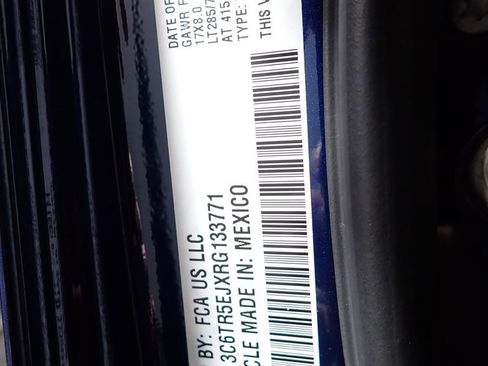 BY: FCA US LLC
DATE OF
GAWR F
17X8.0
LT285/7
AT 415
TYPE:
THIS V
3C6TR5EJXRG133771
CLE MADE IN: MEXICO